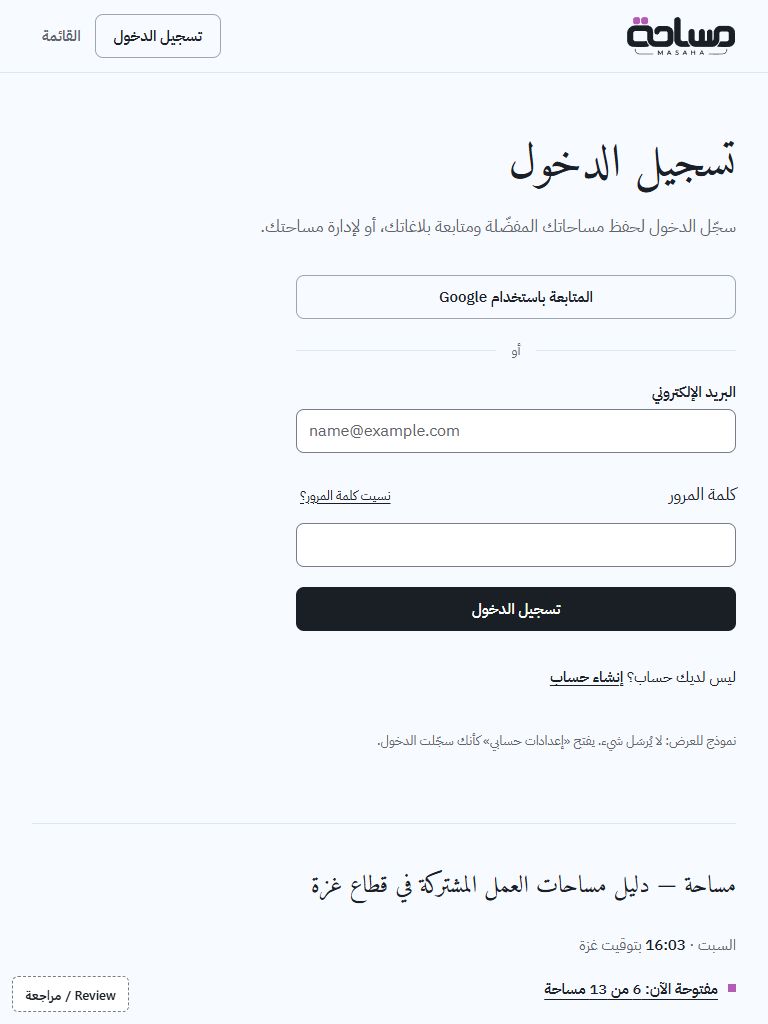 مساحة
MASAHA
تسجيل الدخول
القائمة
تسجيل الدخول
سجّل الدخول لحفظ مساحاتك المفضّلة ومتابعة بلاغاتك، أو لإدارة مساحتك.
المتابعة باستخدام Google
أو
البريد الإلكتروني
name@example.com
كلمة المرور
نسيت كلمة المرور؟
تسجيل الدخول
ليس لديك حساب؟ إنشاء حساب
نموذج للعرض: لا يُرسَل شيء. يفتح «إعدادات حسابي» كأنك سجّلت الدخول.
مساحة — دليل مساحات العمل المشتركة في قطاع غزة
السبت · 16:03 بتوقيت غزة
مفتوحة الآن: 6 من 13 مساحة
مراجعة / Review